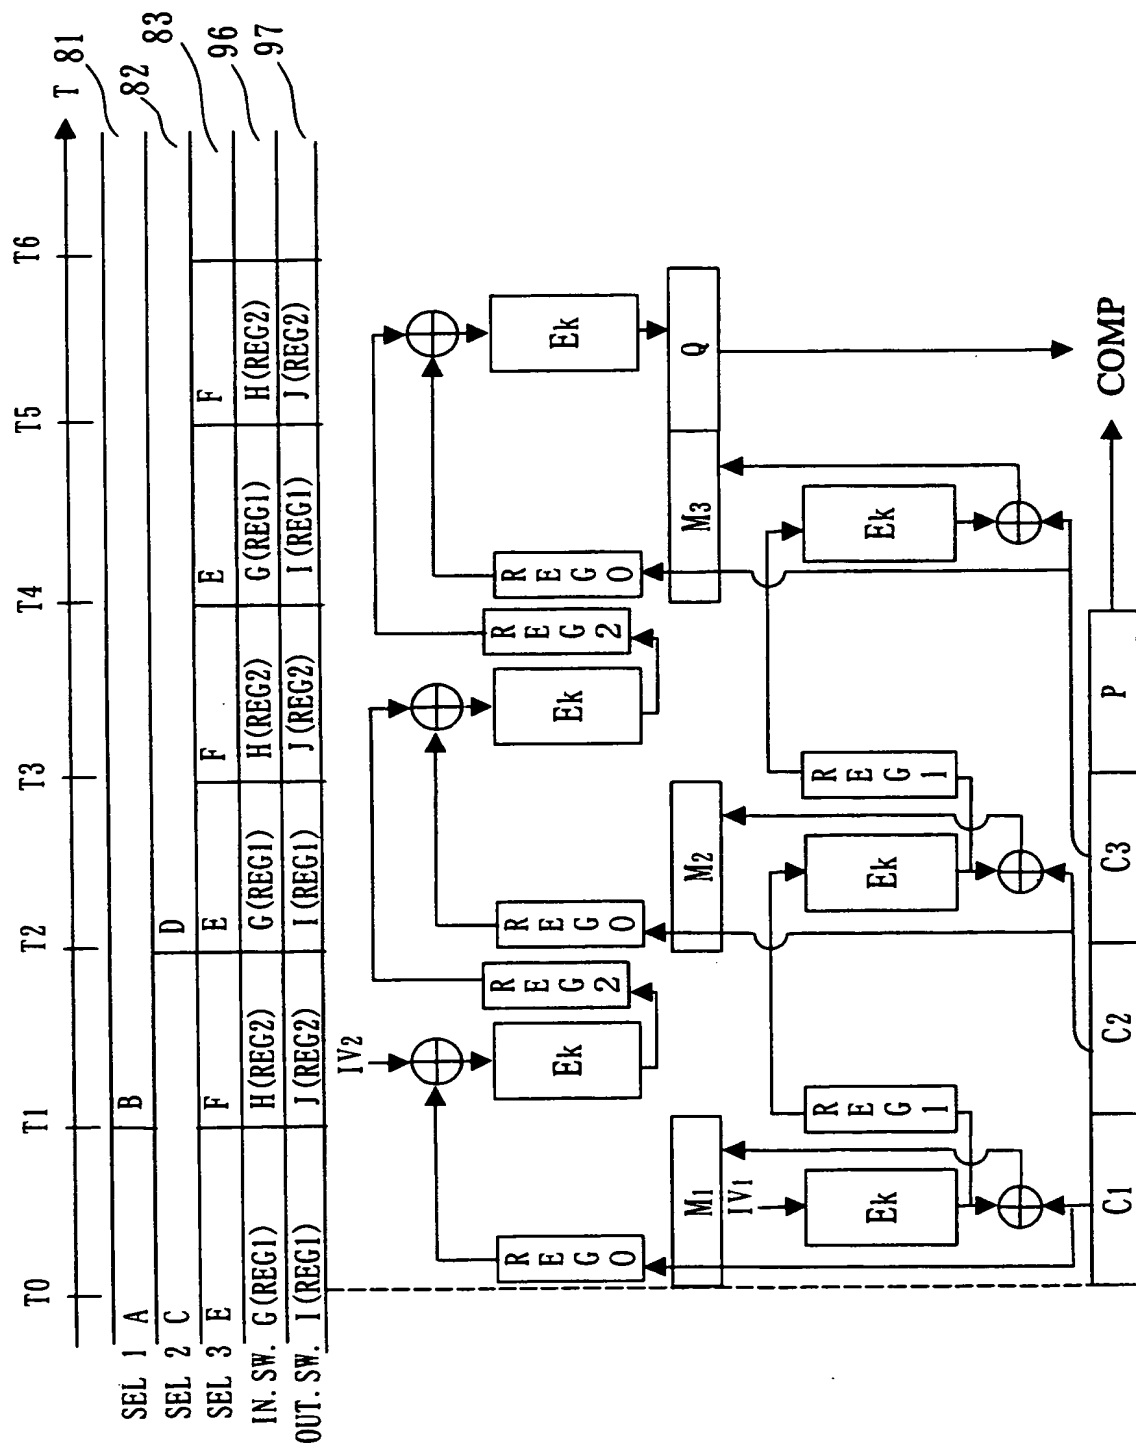 T0 T1 T2 T3 T4 T5 T6 T
SEL 1 A B 81
SEL 2 C D 82
SEL 3 E F E F E F 83
IN. SW. G(REG1) H(REG2) G(REG1) H(REG2) G(REG1) H(REG2) 96
OUT. SW. I(REG1) J(REG2) I(REG1) J(REG2) I(REG1) J(REG2) 97
IV2
Ek Ek Ek
REG2 REG2
REG0 REG0 REG0
M1 M2 M3 Q
IV1
Ek Ek Ek
REG1 REG1
C1 C2 C3 P
COMP